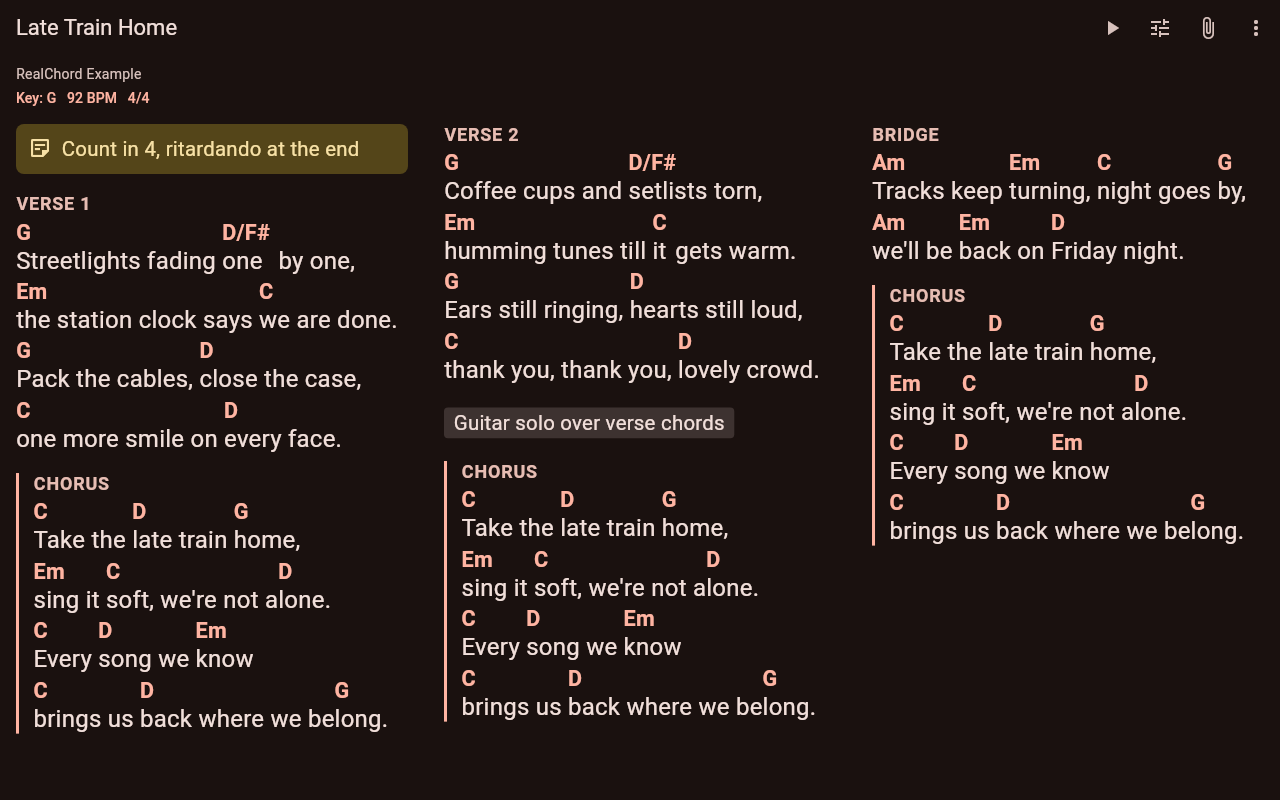 Late Train Home
RealChord Example
Key: G 92 BPM 4/4
Count in 4, ritardando at the end
VERSE 1
G D/F#
Streetlights fading one by one,
Em C
the station clock says we are done.
G D
Pack the cables, close the case,
C D
one more smile on every face.
CHORUS
C D G
Take the late train home,
Em C D
sing it soft, we're not alone.
C D Em
Every song we know
C D G
brings us back where we belong.
VERSE 2
G D/F#
Coffee cups and setlists torn,
Em C
humming tunes till it gets warm.
G D
Ears still ringing, hearts still loud,
C D
thank you, thank you, lovely crowd.
Guitar solo over verse chords
CHORUS
C D G
Take the late train home,
Em C D
sing it soft, we're not alone.
C D Em
Every song we know
C D G
brings us back where we belong.
BRIDGE
Am Em C G
Tracks keep turning, night goes by,
Am Em D
we'll be back on Friday night.
CHORUS
C D G
Take the late train home,
Em C D
sing it soft, we're not alone.
C D Em
Every song we know
C D G
brings us back where we belong.